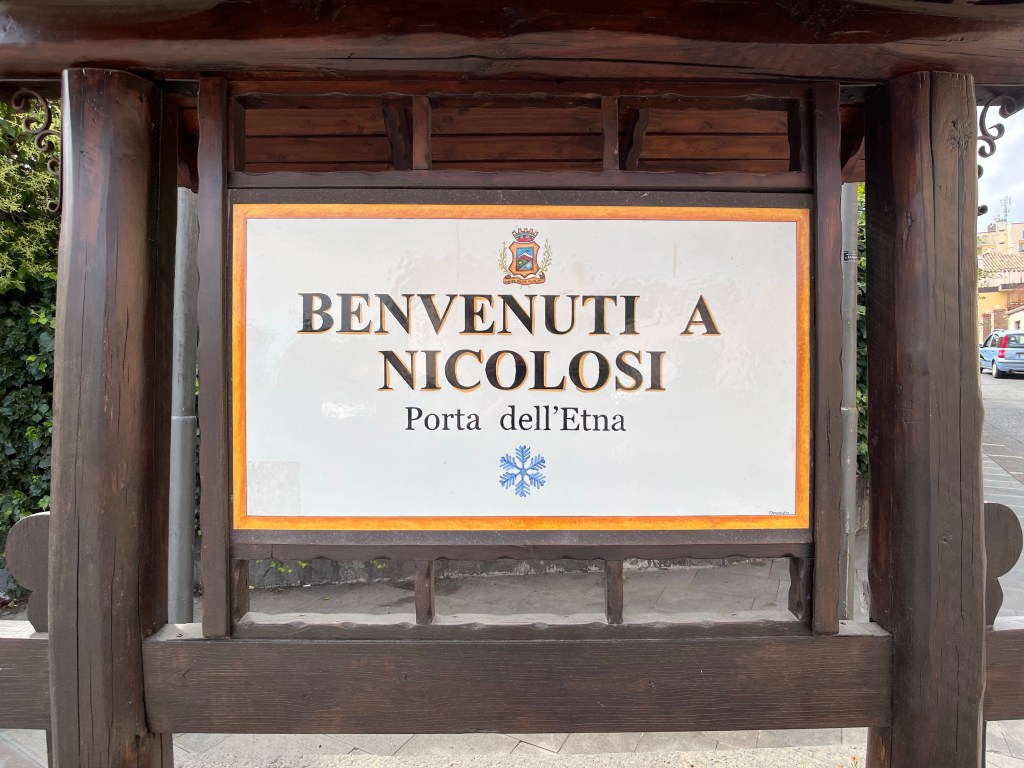 BENVENUTI A
NICOLOSI
Porta dell'Etna